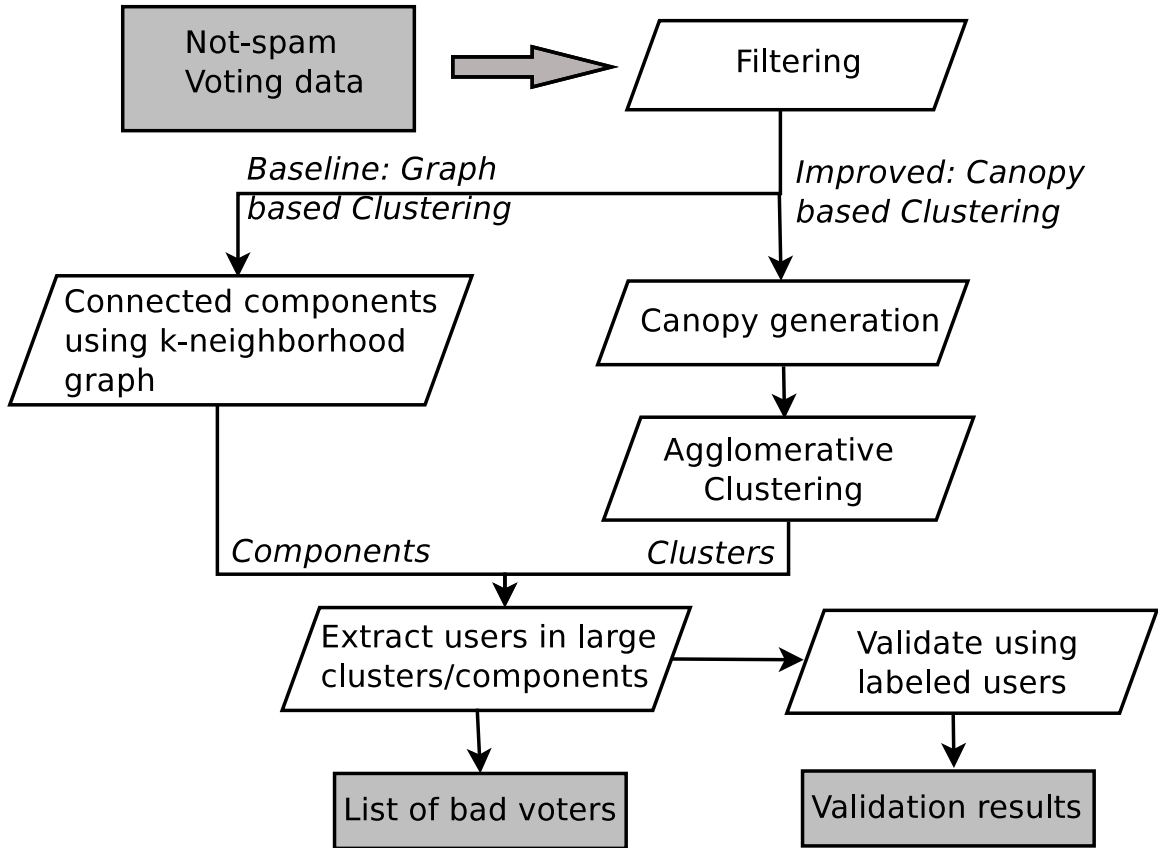 Not-spam
Voting data
Filtering
Baseline: Graph
based Clustering
Improved: Canopy
based Clustering
Connected components
using k-neighborhood
graph
Canopy generation
Agglomerative
Clustering
Components
Clusters
Extract users in large
clusters/components
Validate using
labeled users
List of bad voters
Validation results